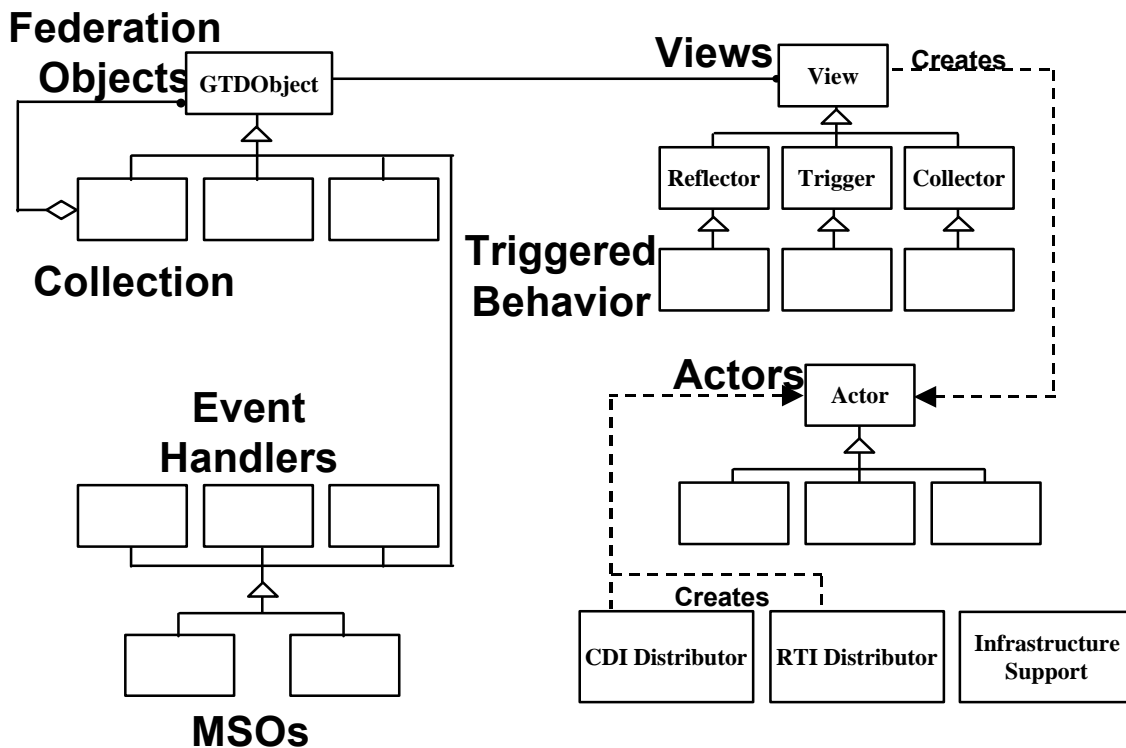 Federation
Objects
GTDObject
Views
View
Creates
Reflector
Trigger
Collector
Collection
Triggered
Behavior
Actors
Actor
Event
Handlers
Creates
CDI Distributor
RTI Distributor
Infrastructure
Support
MSOs